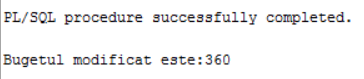 PL/SQL procedure successfully completed.
Bugetul modificat este:360